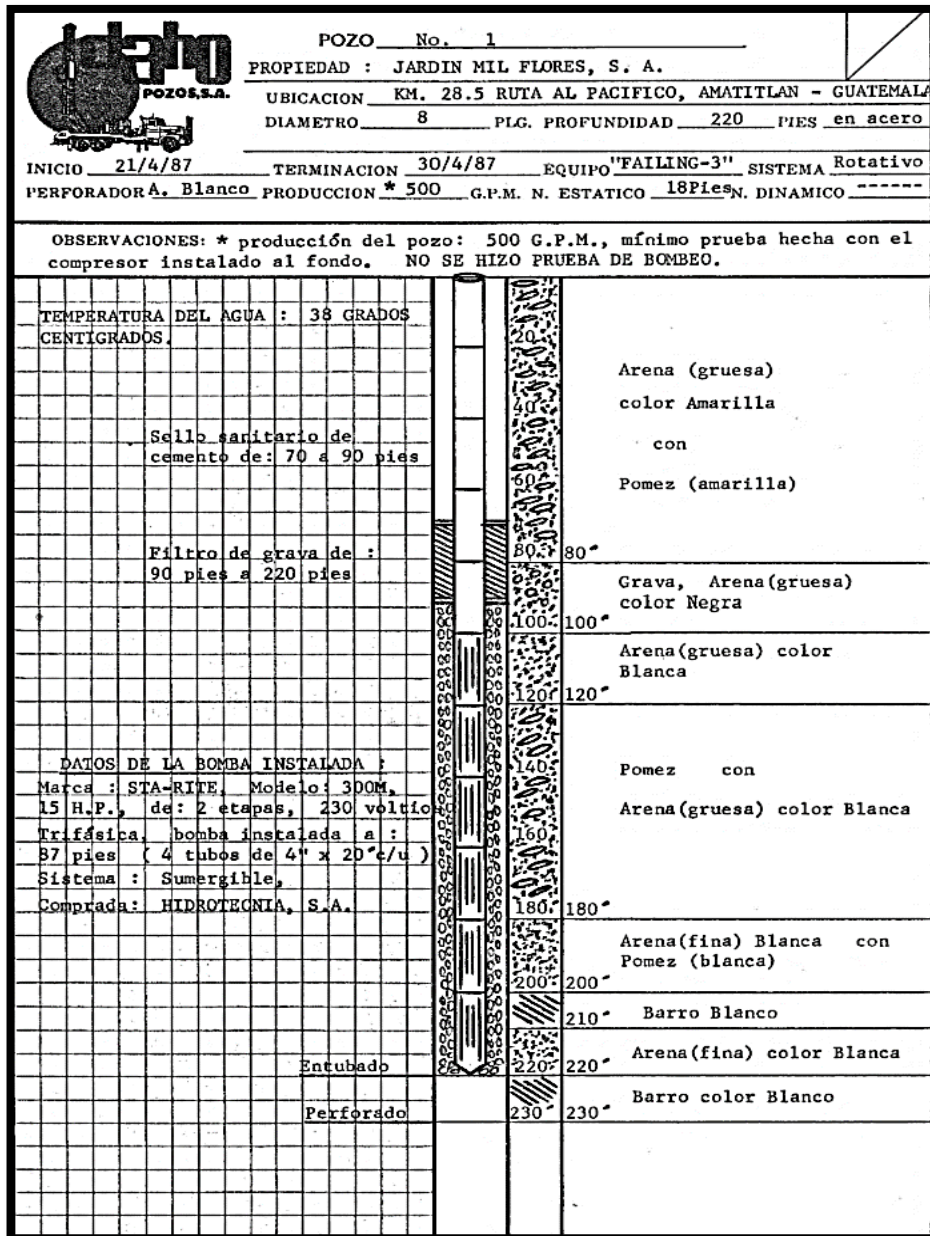 Idaho
POZOS, S.A.
POZO No. 1
PROPIEDAD : JARDIN MIL FLORES, S. A.
UBICACION KM. 28.5 RUTA AL PACIFICO, AMATITLAN - GUATEMALA
DIAMETRO 8 PLG. PROFUNDIDAD 220 PIES en acero
INICIO 21/4/87 TERMINACION 30/4/87 EQUIPO "FAILING-3" SISTEMA Rotativo
PERFORADOR A. Blanco PRODUCCION * 500 G.P.M. N. ESTATICO 18Pies N. DINAMICO ------
OBSERVACIONES: * producción del pozo: 500 G.P.M., mínimo prueba hecha con el
compresor instalado al fondo. NO SE HIZO PRUEBA DE BOMBEO.
TEMPERATURA DEL AGUA : 38 GRADOS
CENTIGRADOS.
Sello sanitario de
cemento de: 70 a 90 pies
Filtro de grava de :
90 pies a 220 pies
DATOS DE LA BOMBA INSTALADA :
Marca : STA-RITE, Modelo: 300M,
15 H.P., de: 2 etapas, 230 voltio
Trifásica, bomba instalada a :
87 pies ( 4 tubos de 4" x 20' c/u )
Sistema : Sumergible,
Comprada: HIDROTECNIA, S.A.
Entubado
Perforado
20
40
60
80 80'
100 100'
120 120'
140
160
180 180'
200 200'
210'
220 220'
230' 230'
Arena (gruesa)
color Amarilla
con
Pomez (amarilla)
Grava, Arena(gruesa)
color Negra
Arena(gruesa) color
Blanca
Pomez con
Arena(gruesa) color Blanca
Arena(fina) Blanca con
Pomez (blanca)
Barro Blanco
Arena(fina) color Blanca
Barro color Blanco